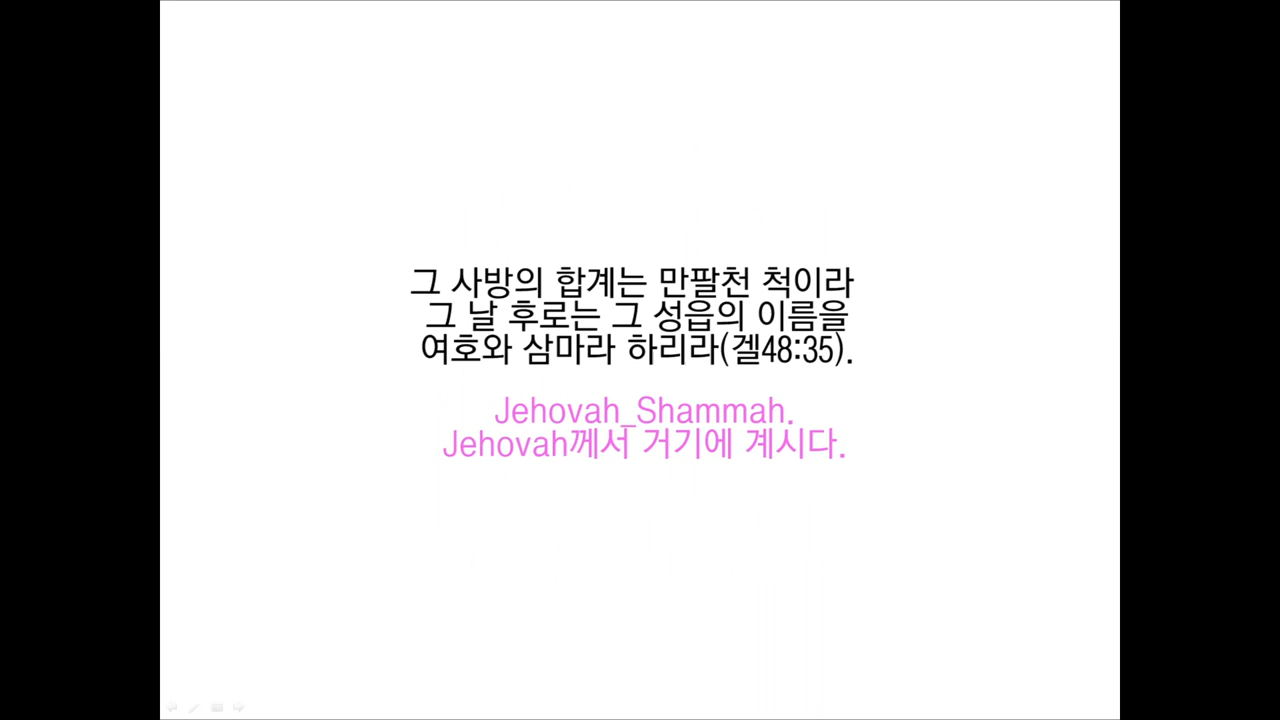 그 사방의 합계는 만팔천 척이라
그 날 후로는 그 성읍의 이름을
여호와 삼마라 하리라(겔48:35).
Jehovah_Shammah.
Jehovah께서 거기에 계시다.